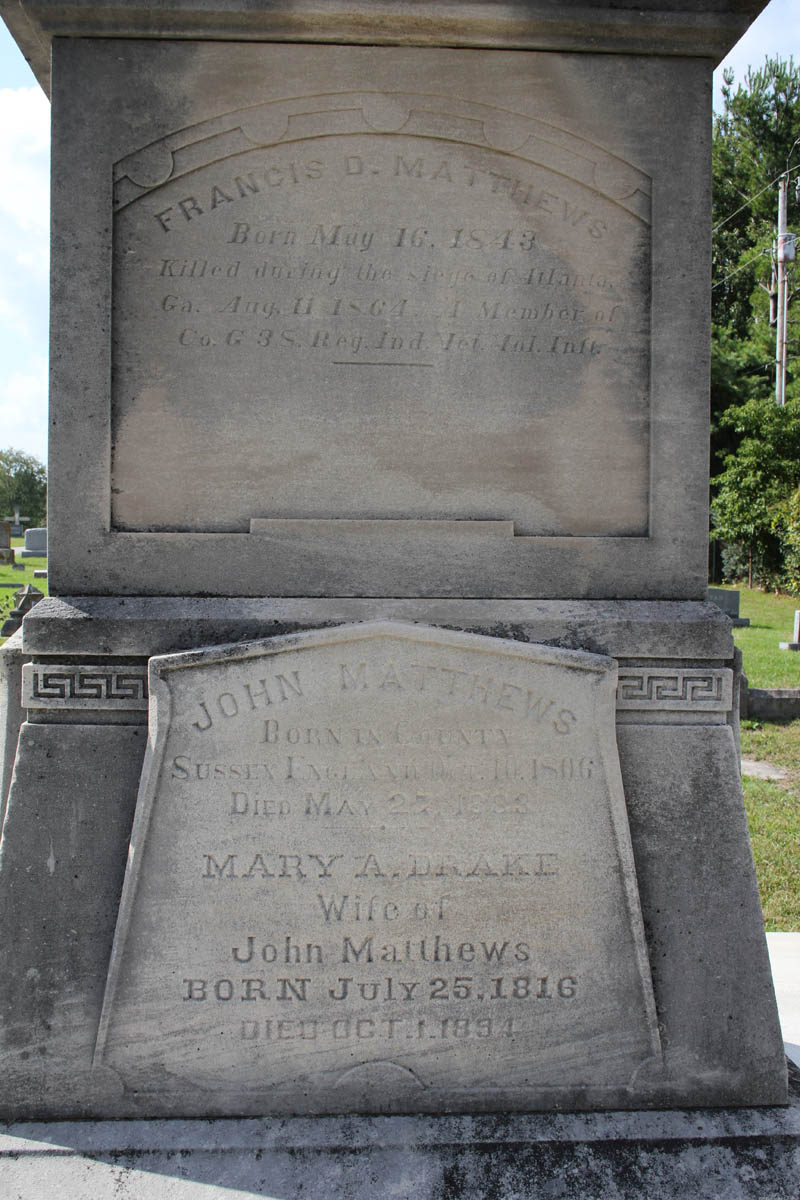 FRANCIS D. MATTHEWS
Born May 16. 1843
Killed during the siege of Atlanta,
Ga. Aug. 11 1864. A Member of
Co. G 38. Reg. Ind. Vet. Vol. Inft.
JOHN MATTHEWS
BORN IN COUNTY
SUSSEX ENGLAND OCT. 10. 1806
DIED MAY
MARY A. DRAKE
Wife of
John Matthews
BORN July 25. 1816
DIED OCT. 1. 1894